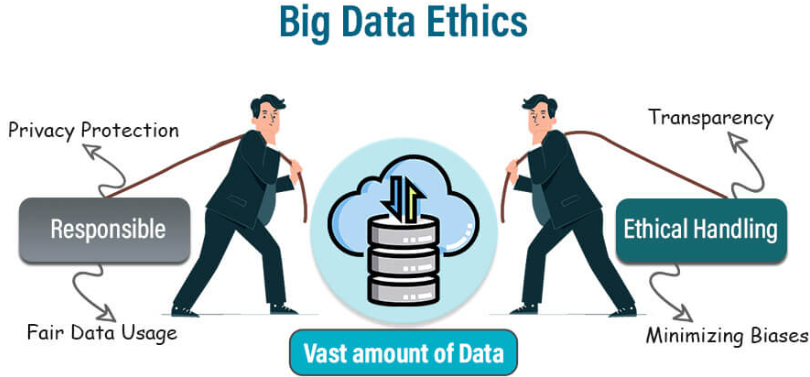 Big Data Ethics
Privacy Protection
Transparency
Responsible
Ethical Handling
Fair Data Usage
Minimizing Biases
Vast amount of Data